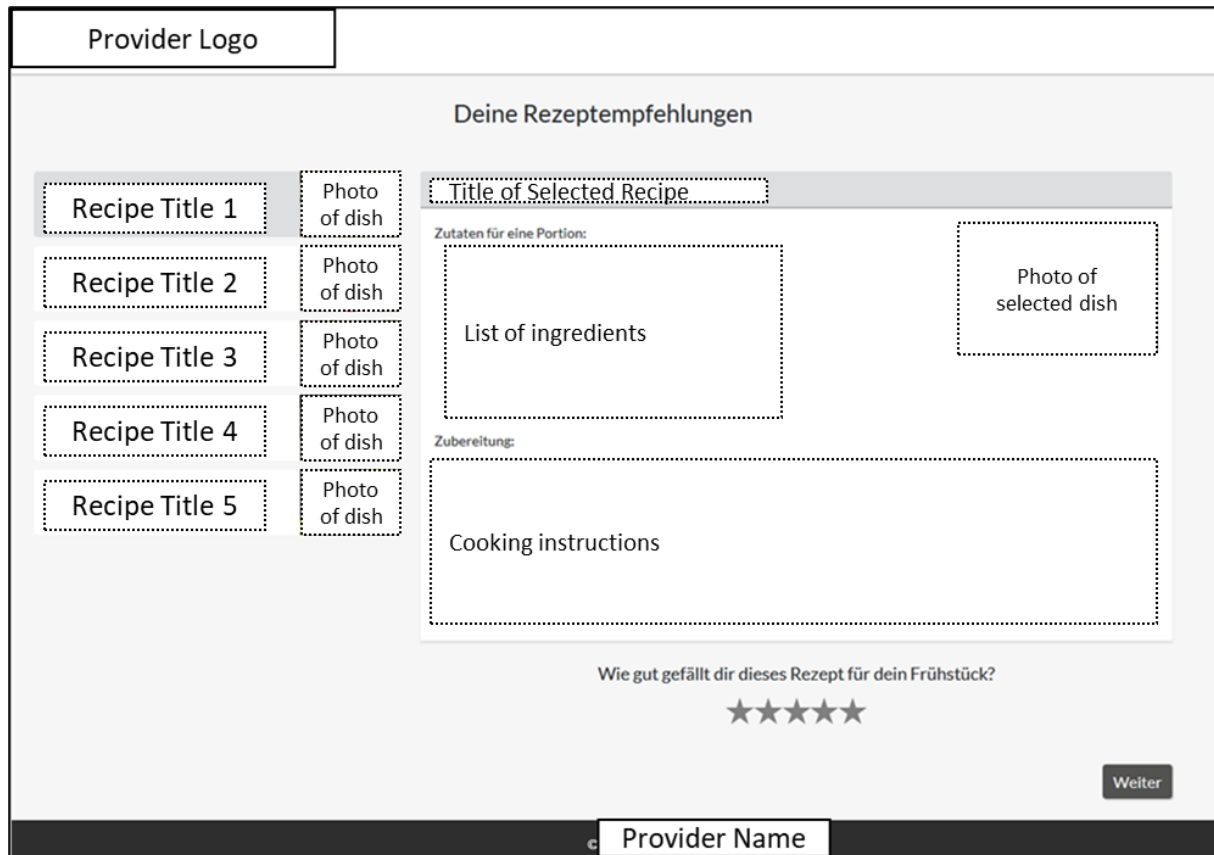 Provider Logo
Deine Rezeptempfehlungen
Recipe Title 1
Photo
of dish
Recipe Title 2
Photo
of dish
Recipe Title 3
Photo
of dish
Recipe Title 4
Photo
of dish
Recipe Title 5
Photo
of dish
Title of Selected Recipe
Zutaten für eine Portion:
List of ingredients
Photo of
selected dish
Zubereitung:
Cooking instructions
Wie gut gefällt dir dieses Rezept für dein Frühstück?
Weiter
© Provider Name